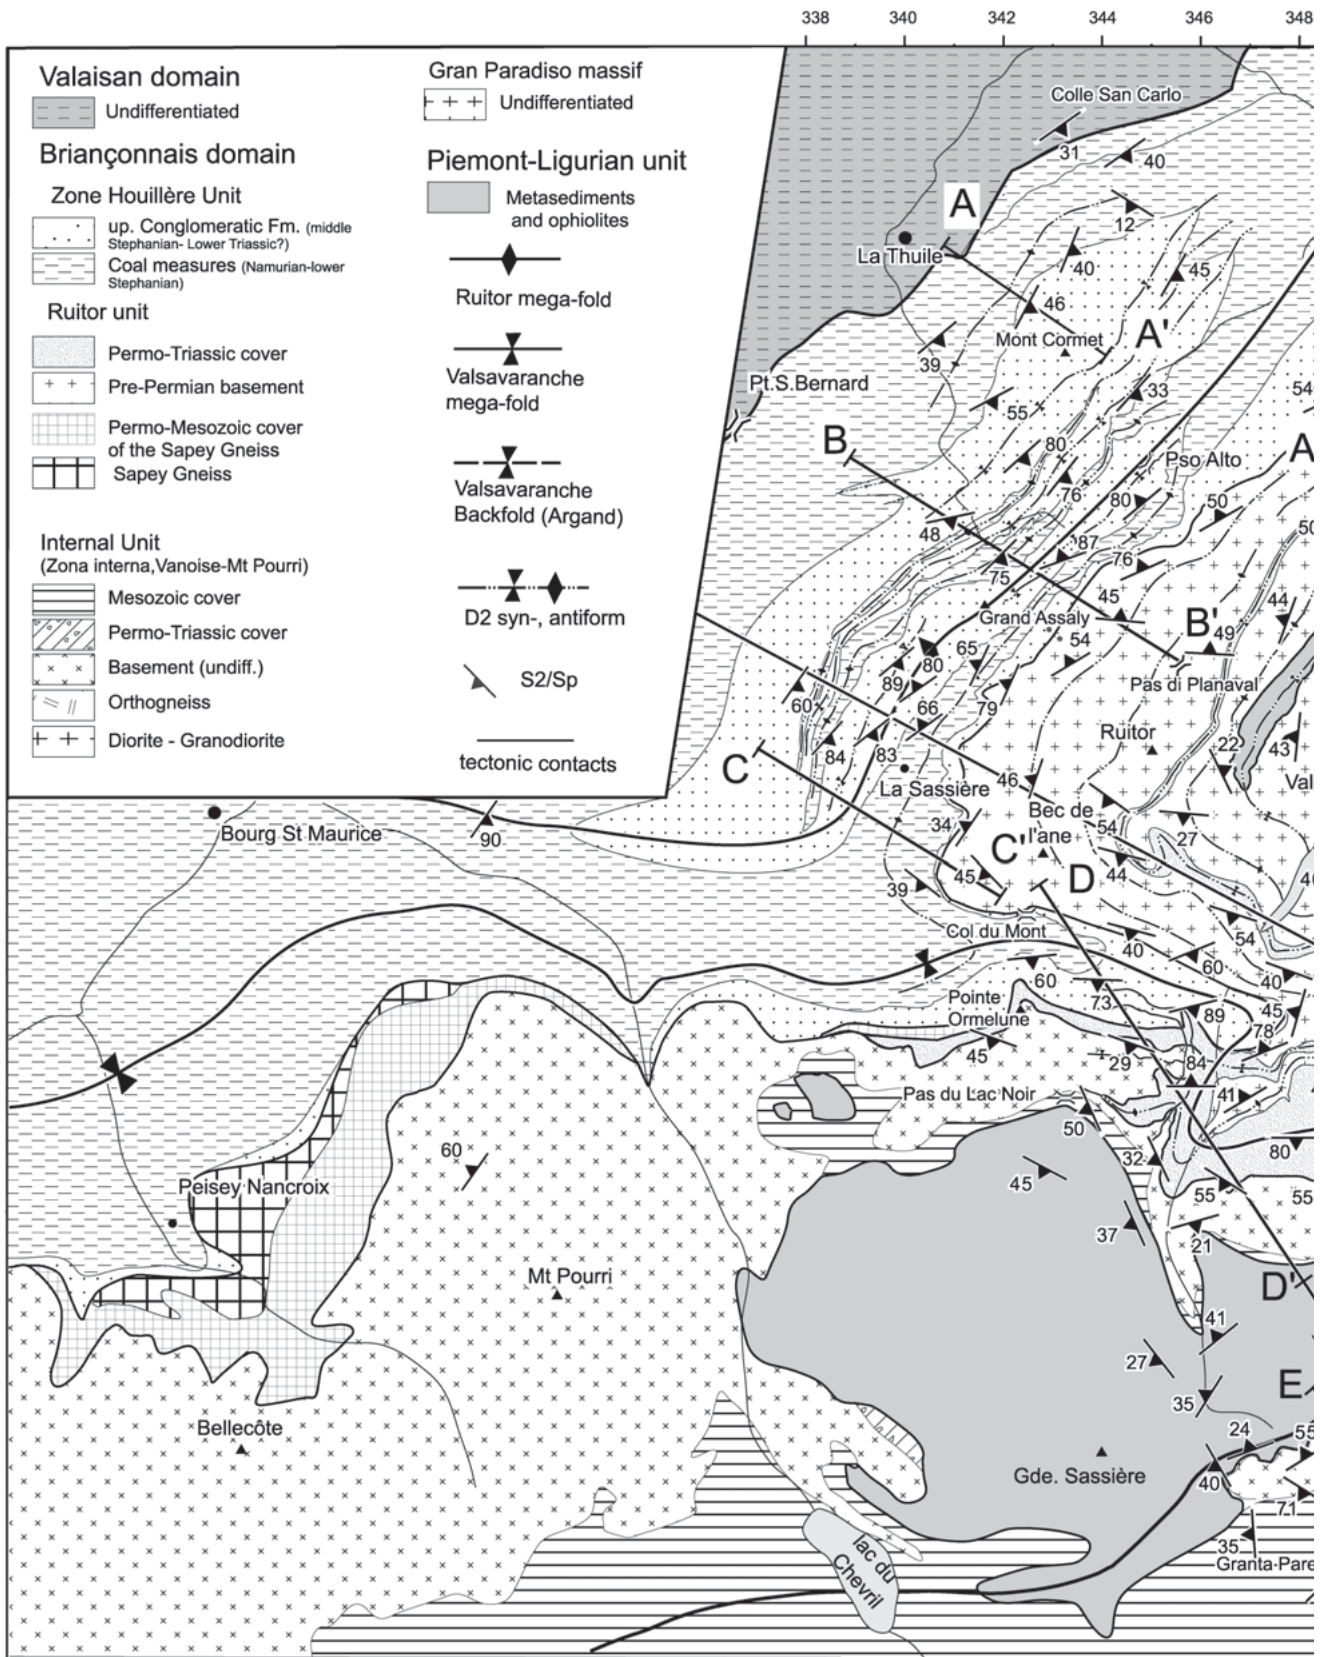 338 340 342 344 346 348
Valaisan domain
Undifferentiated
Briançonnais domain
Zone Houillère Unit
up. Conglomeratic Fm. (middle
Stephanian- Lower Triassic?)
Coal measures (Namurian-lower
Stephanian)
Ruitor unit
Permo-Triassic cover
Pre-Permian basement
Permo-Mesozoic cover
of the Sapey Gneiss
Sapey Gneiss
Internal Unit
(Zona interna,Vanoise-Mt Pourri)
Mesozoic cover
Permo-Triassic cover
Basement (undiff.)
Orthogneiss
Diorite - Granodiorite
Gran Paradiso massif
Undifferentiated
Piemont-Ligurian unit
Metasediments
and ophiolites
Ruitor mega-fold
Valsavaranche
mega-fold
Valsavaranche
Backfold (Argand)
D2 syn-, antiform
S2/Sp
tectonic contacts
Colle San Carlo
31
40
A
12
La Thuile
40
45
46
A'
Mont Cormet
39
33
Pt.S.Bernard
54
55
B
80
A
Pso Alto
76
80
50
48
50
87
75
76
45
44
Grand Assaly
B'
49
54
65
80
Pas di Planaval
89
60
66
79
Ruitor
22
43
84
83
C
46
Val
La Sassière
Bec de
l'ane
34
54
27
Bourg St Maurice
90
C'
D
44
45
39
Col du Mont
40
54
60
40
60
73
Pointe
Ormelune
89
45
78
45
29
84
41
Pas du Lac Noir
50
60
32
80
45
Peisey Nancroix
55
55
37
21
Mt Pourri
D'
41
27
E
35
Bellecôte
24
55
Gde. Sassière
40
71
35
Granta Pare
lac du
Chevril